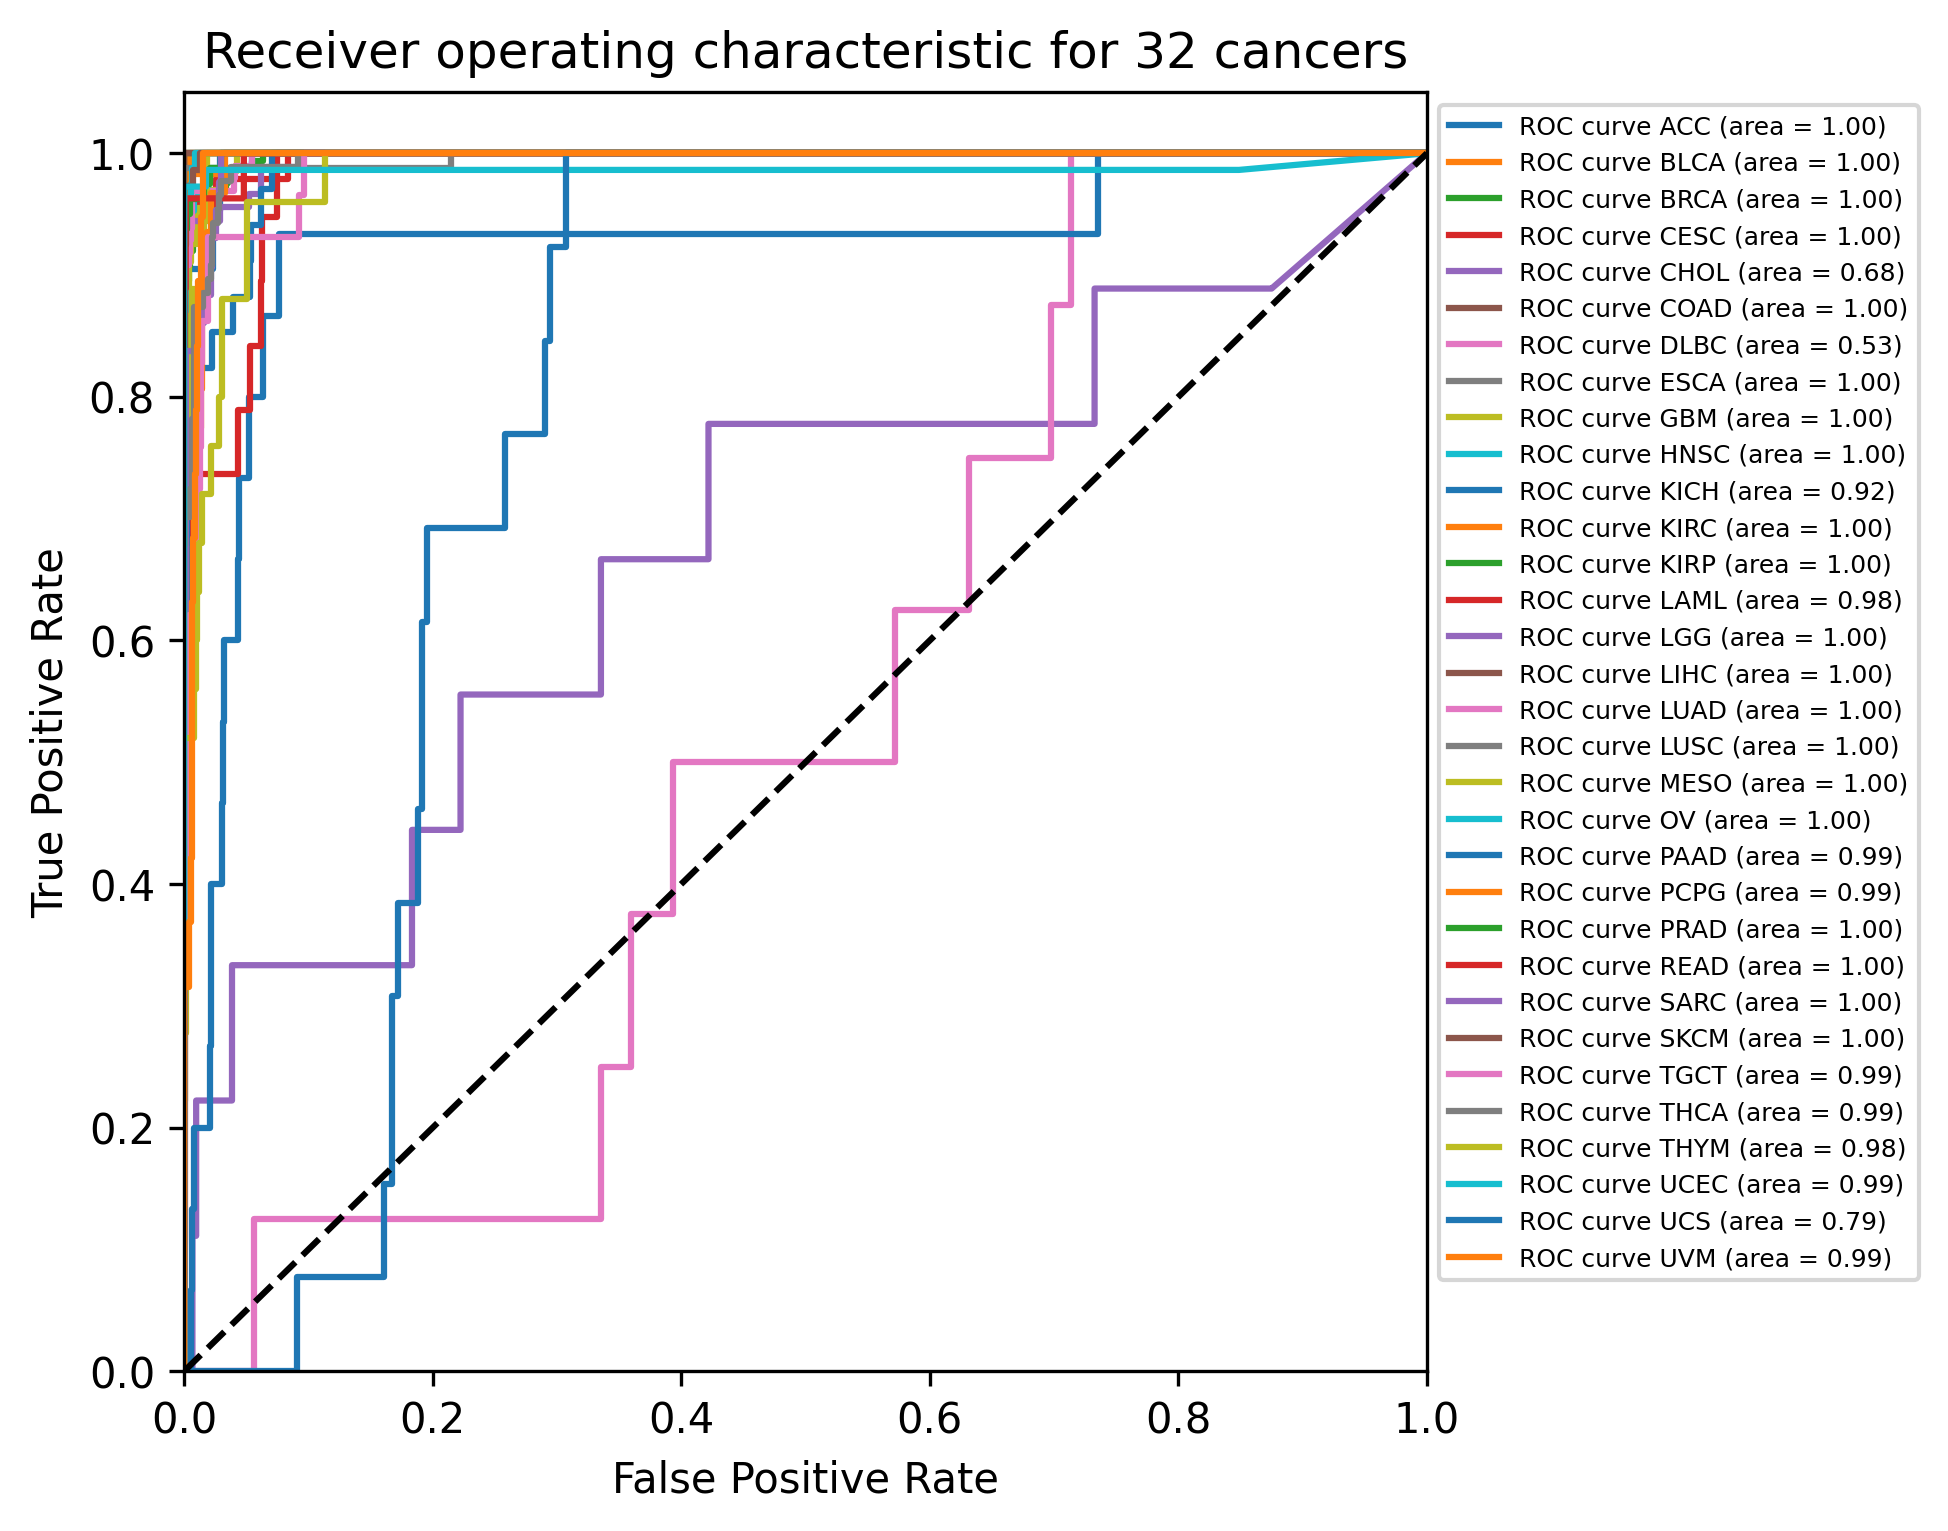 Receiver operating characteristic for 32 cancers
True Positive Rate
1.0
0.8
0.6
0.4
0.2
0.0
0.0 0.2 0.4 0.6 0.8 1.0
False Positive Rate
ROC curve ACC (area = 1.00)
ROC curve BLCA (area = 1.00)
ROC curve BRCA (area = 1.00)
ROC curve CESC (area = 1.00)
ROC curve CHOL (area = 0.68)
ROC curve COAD (area = 1.00)
ROC curve DLBC (area = 0.53)
ROC curve ESCA (area = 1.00)
ROC curve GBM (area = 1.00)
ROC curve HNSC (area = 1.00)
ROC curve KICH (area = 0.92)
ROC curve KIRC (area = 1.00)
ROC curve KIRP (area = 1.00)
ROC curve LAML (area = 0.98)
ROC curve LGG (area = 1.00)
ROC curve LIHC (area = 1.00)
ROC curve LUAD (area = 1.00)
ROC curve LUSC (area = 1.00)
ROC curve MESO (area = 1.00)
ROC curve OV (area = 1.00)
ROC curve PAAD (area = 0.99)
ROC curve PCPG (area = 0.99)
ROC curve PRAD (area = 1.00)
ROC curve READ (area = 1.00)
ROC curve SARC (area = 1.00)
ROC curve SKCM (area = 1.00)
ROC curve TGCT (area = 0.99)
ROC curve THCA (area = 0.99)
ROC curve THYM (area = 0.98)
ROC curve UCEC (area = 0.99)
ROC curve UCS (area = 0.79)
ROC curve UVM (area = 0.99)